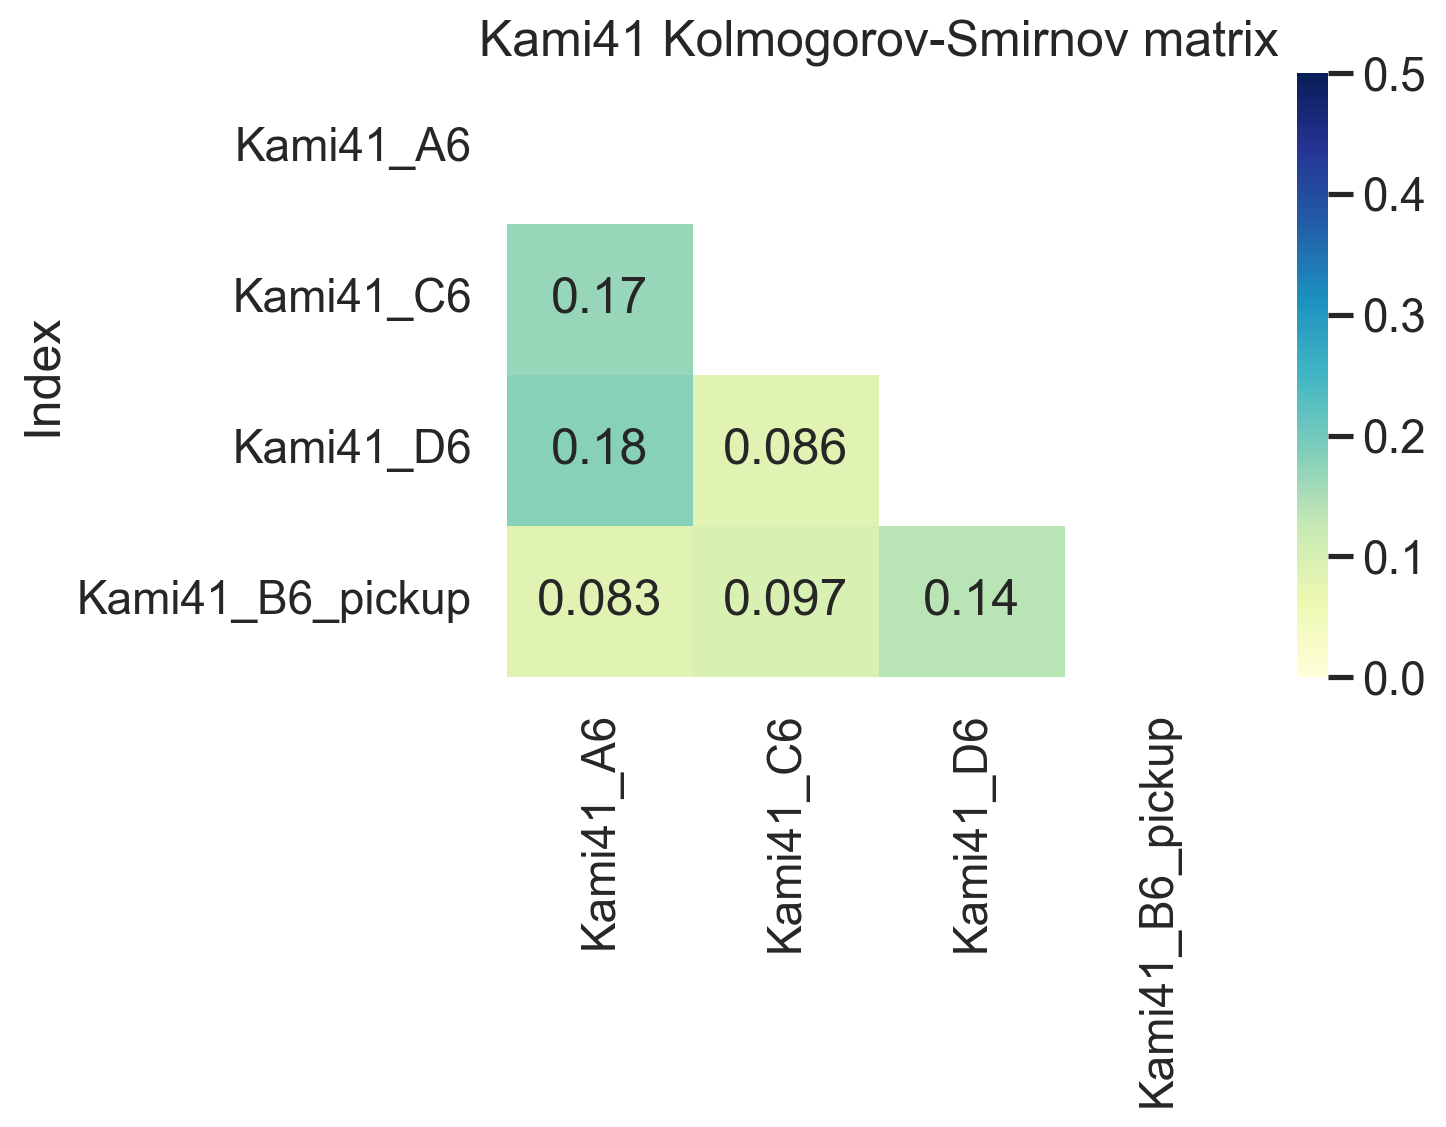 Kami41 Kolmogorov-Smirnov matrix
Index
Kami41_A6
Kami41_C6
0.17
Kami41_D6
0.18 0.086
Kami41_B6_pickup
0.083 0.097 0.14
Kami41_A6
Kami41_C6
Kami41_D6
Kami41_B6_pickup
0.5
0.4
0.3
0.2
0.1
0.0